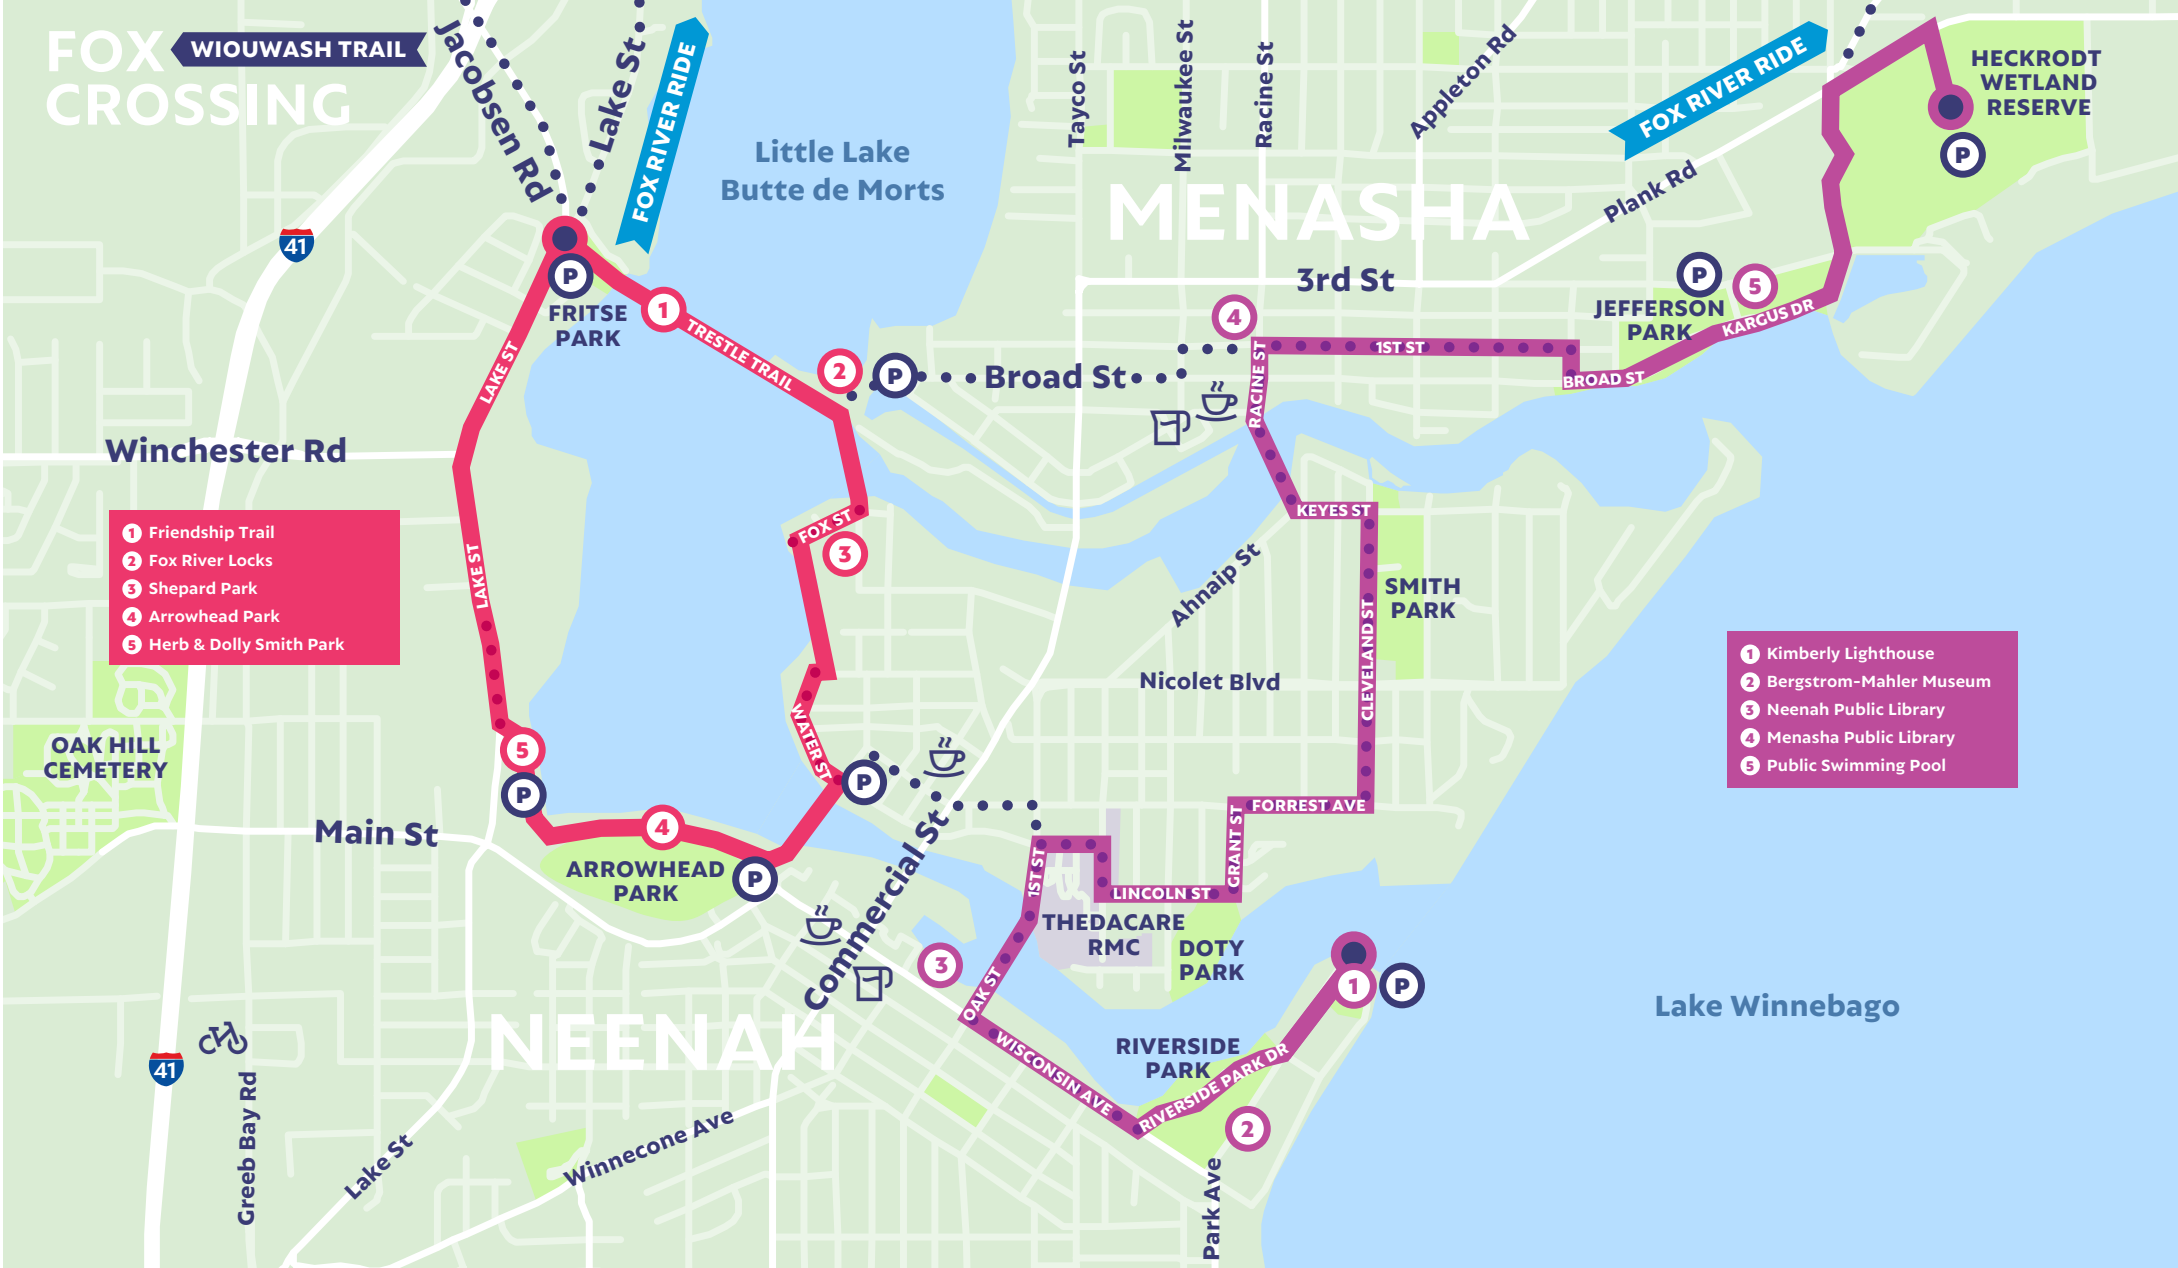 FOX
CROSSING
WIOUWASH TRAIL
Jacobsen Rd
Lake St
FOX RIVER RIDE
Little Lake
Butte de Morts
Tayco St
Milwaukee St
Racine St
Appleton Rd
FOX RIVER RIDE
HECKRODT
WETLAND
RESERVE
P
MENASHA
Plank Rd
41
P
FRITSE
PARK
1
TRESTLE TRAIL
3rd St
P
5
JEFFERSON
PARK
KARGUS DR
4
1ST ST
BROAD ST
RACINE ST
LAKE ST
2
P
Broad St
Winchester Rd
1 Friendship Trail
2 Fox River Locks
3 Shepard Park
4 Arrowhead Park
5 Herb & Dolly Smith Park
LAKE ST
FOX ST
3
KEYES ST
Ahnaip St
SMITH
PARK
CLEVELAND ST
Nicolet Blvd
1 Kimberly Lighthouse
2 Bergstrom-Mahler Museum
3 Neenah Public Library
4 Menasha Public Library
5 Public Swimming Pool
OAK HILL
CEMETERY
5
P
WATER ST
P
FORREST AVE
GRANT ST
Main St
4
ARROWHEAD
PARK
P
Commercial St
1ST ST
LINCOLN ST
THEDACARE
RMC
DOTY
PARK
3
OAK ST
1
P
Lake Winnebago
NEENAH
WISCONSIN AVE
RIVERSIDE
PARK
RIVERSIDE PARK DR
2
41
Greeb Bay Rd
Lake St
Winnecone Ave
Park Ave